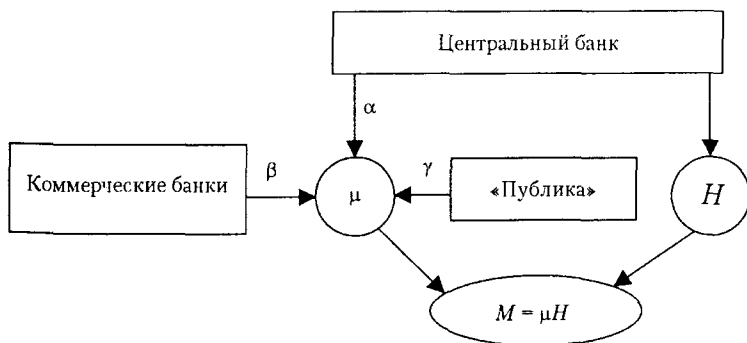 Центральный банк
α
Коммерческие банки
β
μ
γ
«Публика»
H
M = μH